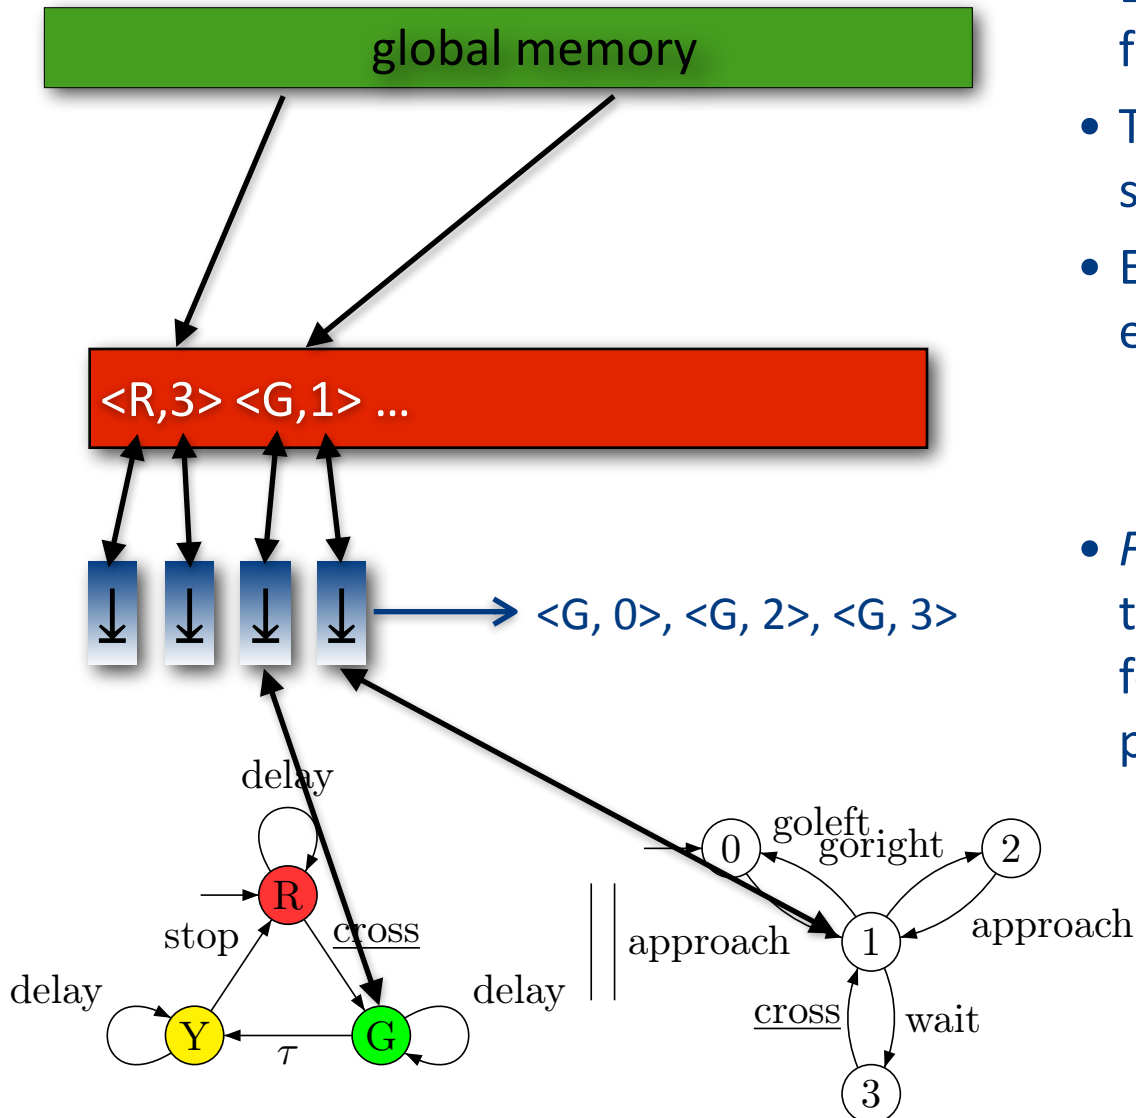 global memory
f
• T
s
• E
e
<R,3> <G,1> ...
• F
t
<G, 0>, <G, 2>, <G, 3>
f
p
delay
goleft
0
goright
2
R
stop
cross
approach
1
approach
delay
delay
Y
τ
G
cross
wait
3